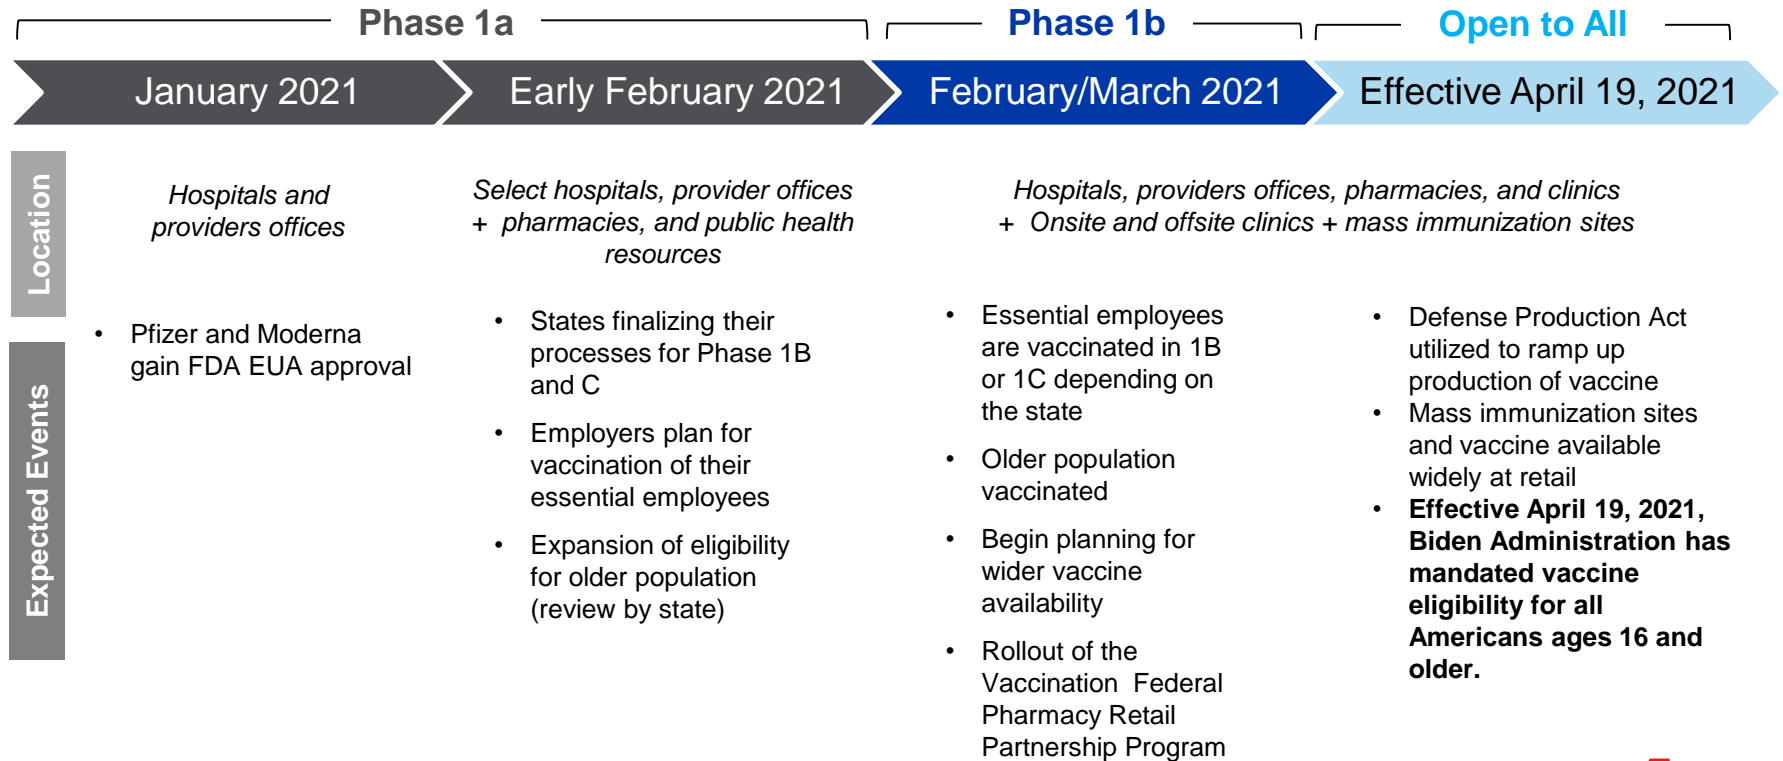 Phase 1a
Phase 1b
Open to All
January 2021
Early February 2021
February/March 2021
Effective April 19, 2021
Location
Hospitals and
providers offices
Select hospitals, provider offices
+ pharmacies, and public health
resources
Hospitals, providers offices, pharmacies, and clinics
+ Onsite and offsite clinics + mass immunization sites
Expected Events
• Pfizer and Moderna
gain FDA EUA approval
• States finalizing their
processes for Phase 1B
and C
• Employers plan for
vaccination of their
essential employees
• Expansion of eligibility
for older population
(review by state)
• Essential employees
are vaccinated in 1B
or 1C depending on
the state
• Older population
vaccinated
• Begin planning for
wider vaccine
availability
• Rollout of the
Vaccination Federal
Pharmacy Retail
Partnership Program
• Defense Production Act
utilized to ramp up
production of vaccine
• Mass immunization sites
and vaccine available
widely at retail
• Effective April 19, 2021,
Biden Administration has
mandated vaccine
eligibility for all
Americans ages 16 and
older.